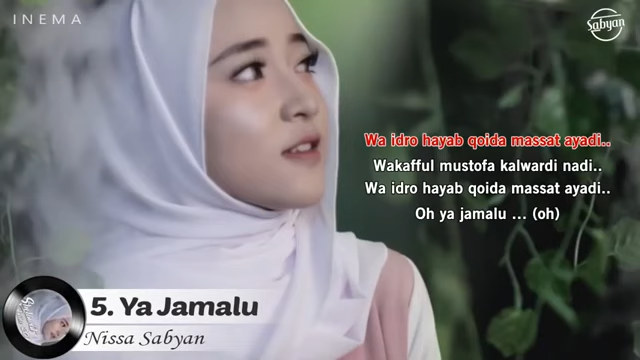 INEMA
Sabyan
Wa idro hayab qoida massat ayadi..
Wakafful mustofa kalwardi nadi..
Wa idro hayab qoida massat ayadi..
Oh ya jamalu ... (oh)
5. Ya Jamalu
Nissa Sabyan